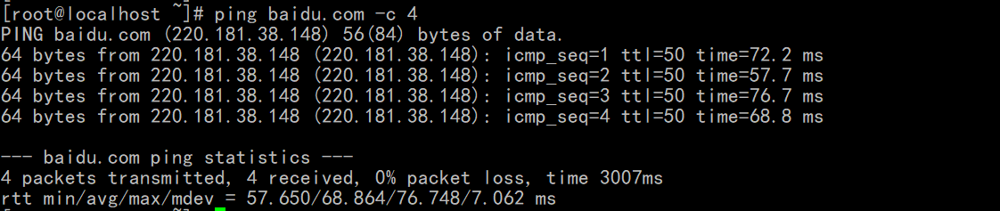 [root@localhost ~]# ping baidu.com -c 4
PING baidu.com (220.181.38.148) 56(84) bytes of data.
64 bytes from 220.181.38.148 (220.181.38.148): icmp_seq=1 ttl=50 time=72.2 ms
64 bytes from 220.181.38.148 (220.181.38.148): icmp_seq=2 ttl=50 time=57.7 ms
64 bytes from 220.181.38.148 (220.181.38.148): icmp_seq=3 ttl=50 time=76.7 ms
64 bytes from 220.181.38.148 (220.181.38.148): icmp_seq=4 ttl=50 time=68.8 ms
--- baidu.com ping statistics ---
4 packets transmitted, 4 received, 0% packet loss, time 3007ms
rtt min/avg/max/mdev = 57.650/68.864/76.748/7.062 ms